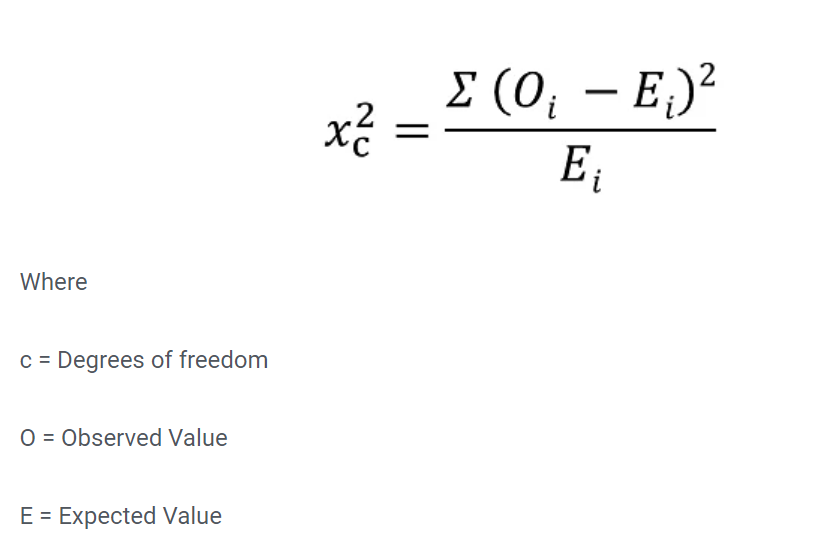 x²c = Σ (Oi − Ei)² / Ei
Where
c = Degrees of freedom
O = Observed Value
E = Expected Value